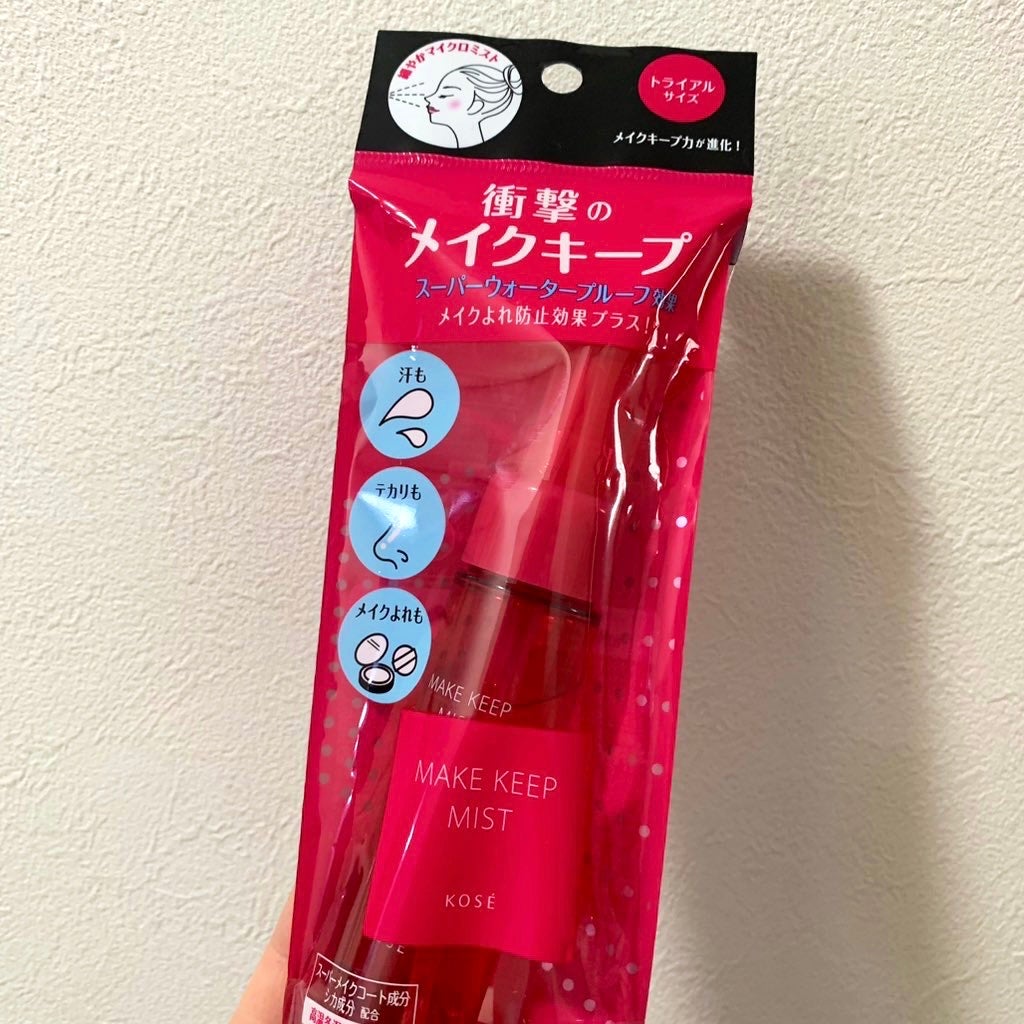 細やかマイクロミスト
トライアル
サイズ
メイクキープ力が進化！
衝撃の
メイクキープ
スーパーウォータープルーフ効果
メイクよれ防止効果プラス！
汗も
テカリも
メイクよれも
MAKE KEEP
MAKE KEEP
MIST
KOSÉ
スーパーメイクコート成分
シカ成分 配合